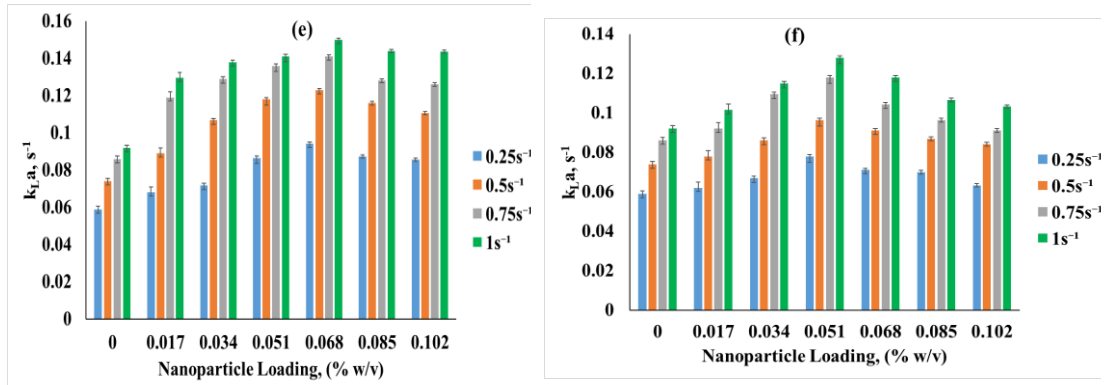 (e)
0.16
0.14
0.12
0.1
0.08
0.06
0.04
0.02
0
kLa, s⁻¹
0 0.017 0.034 0.051 0.068 0.085 0.102
Nanoparticle Loading, (% w/v)
0.25s⁻¹
0.5s⁻¹
0.75s⁻¹
1s⁻¹
(f)
0.14
0.12
0.1
0.08
0.06
0.04
0.02
0
kLa, s⁻¹
0 0.017 0.034 0.051 0.068 0.085 0.102
Nanoparticle Loading, (% w/v)
0.25s⁻¹
0.5s⁻¹
0.75s⁻¹
1s⁻¹